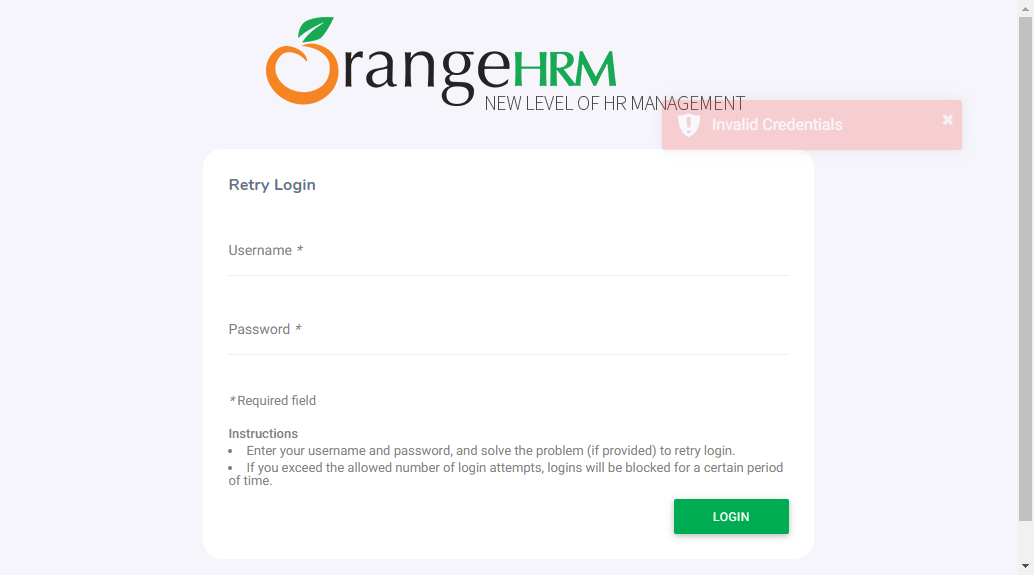 OrangeHRM
NEW LEVEL OF HR MANAGEMENT
Invalid Credentials
Retry Login
Username *
Password *
* Required field
Instructions
• Enter your username and password, and solve the problem (if provided) to retry login.
• If you exceed the allowed number of login attempts, logins will be blocked for a certain period
of time.
LOGIN